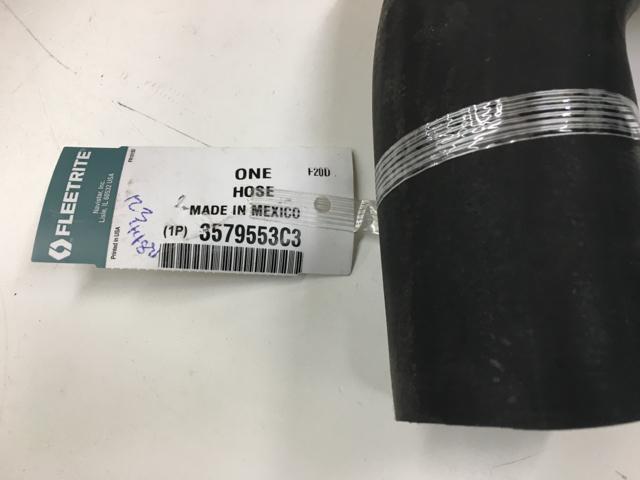 FLEETRITE
Navistar, Inc.
Lisle, IL 60532 USA
Printed in USA
ONE
F20D
HOSE
MADE IN MEXICO
(1P) 3579553C3